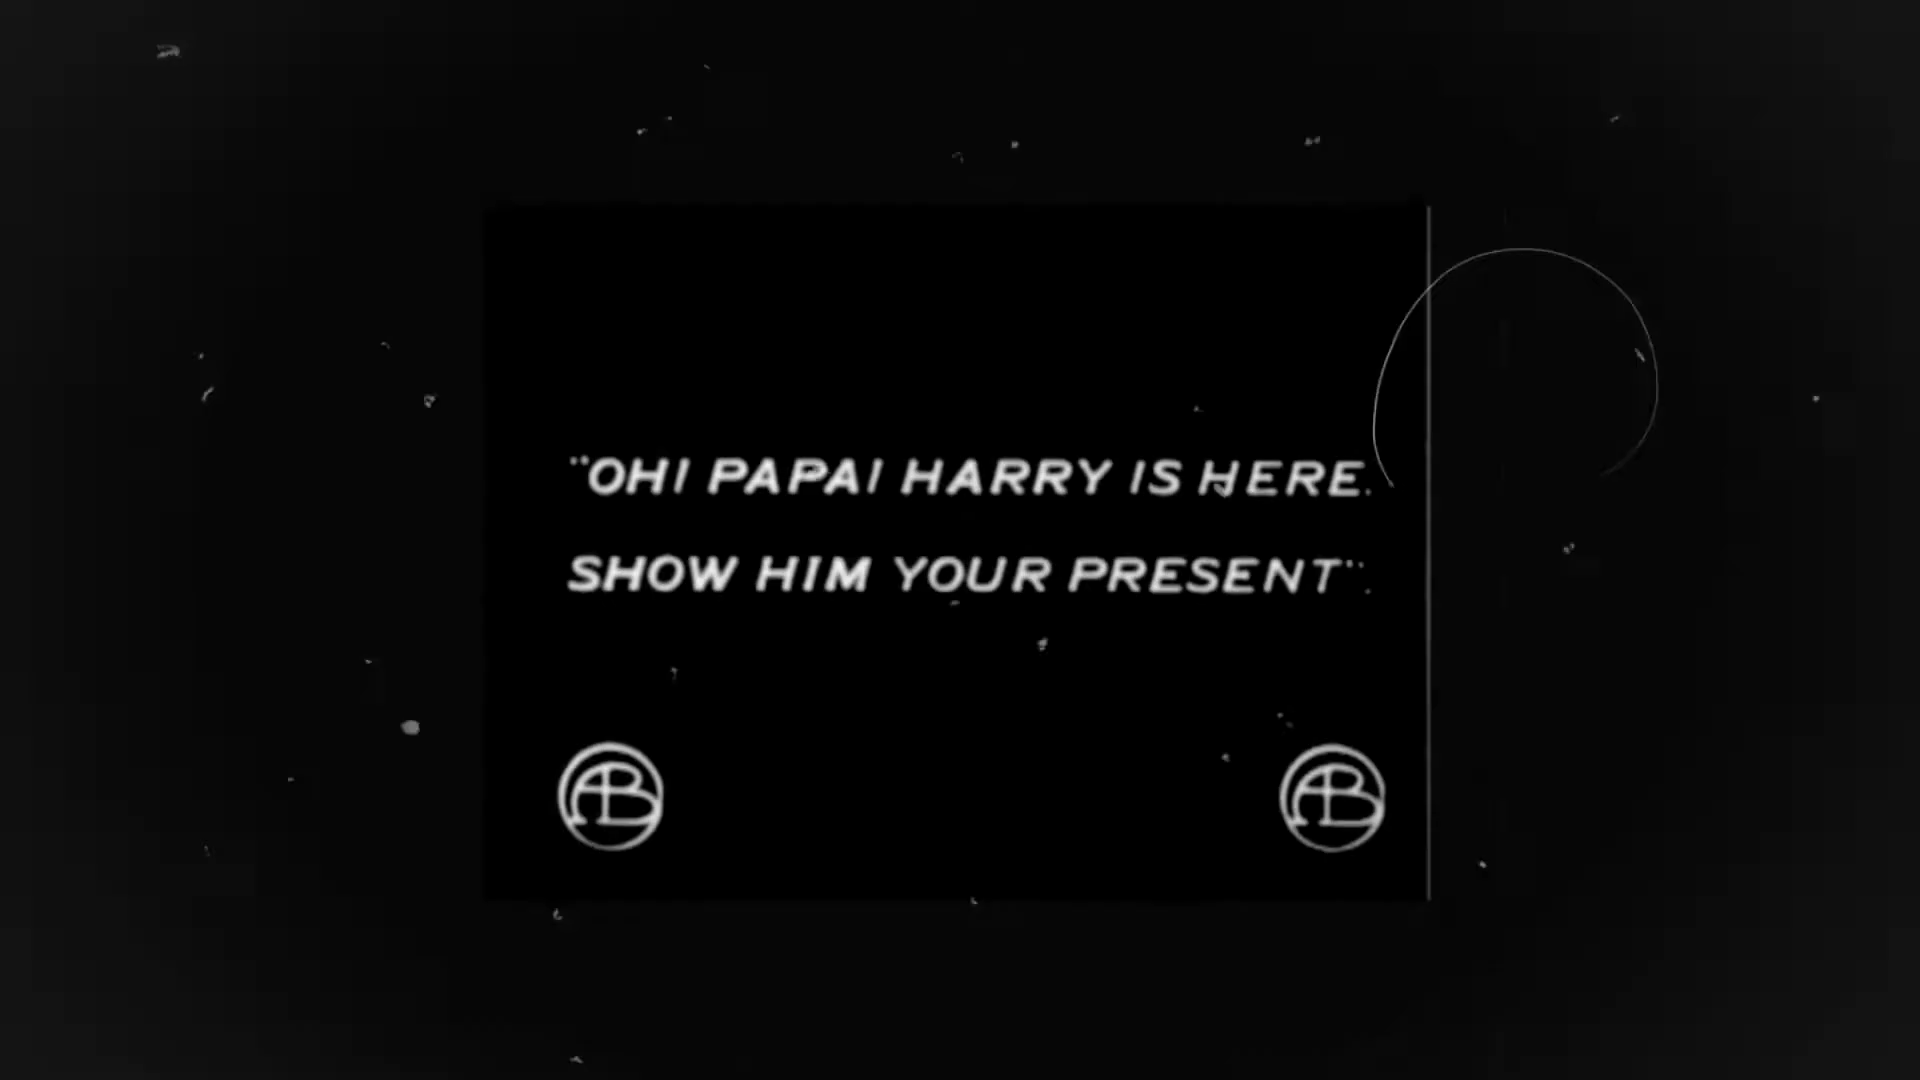 "OH! PAPA! HARRY IS HERE.
SHOW HIM YOUR PRESENT".
AB AB